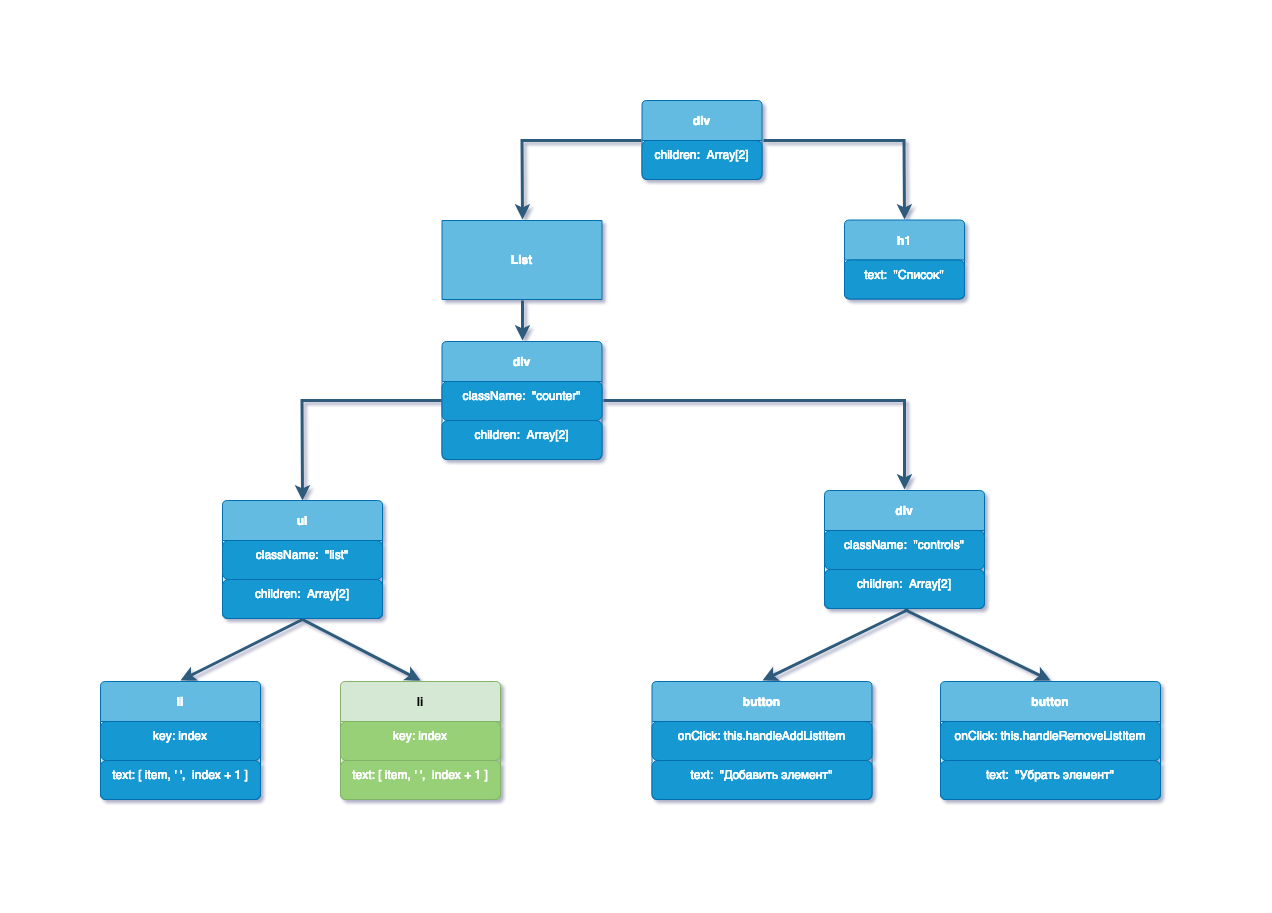 div
children: Array[2]
List
h1
text: "Список"
div
className: "counter"
children: Array[2]
ul
className: "list"
children: Array[2]
div
className: "controls"
children: Array[2]
li
key: index
text: [ item, ' ', index + 1 ]
li
key: index
text: [ item, ' ', index + 1 ]
button
onClick: this.handleAddListItem
text: "Добавить элемент"
button
onClick: this.handleRemoveListItem
text: "Убрать элемент"